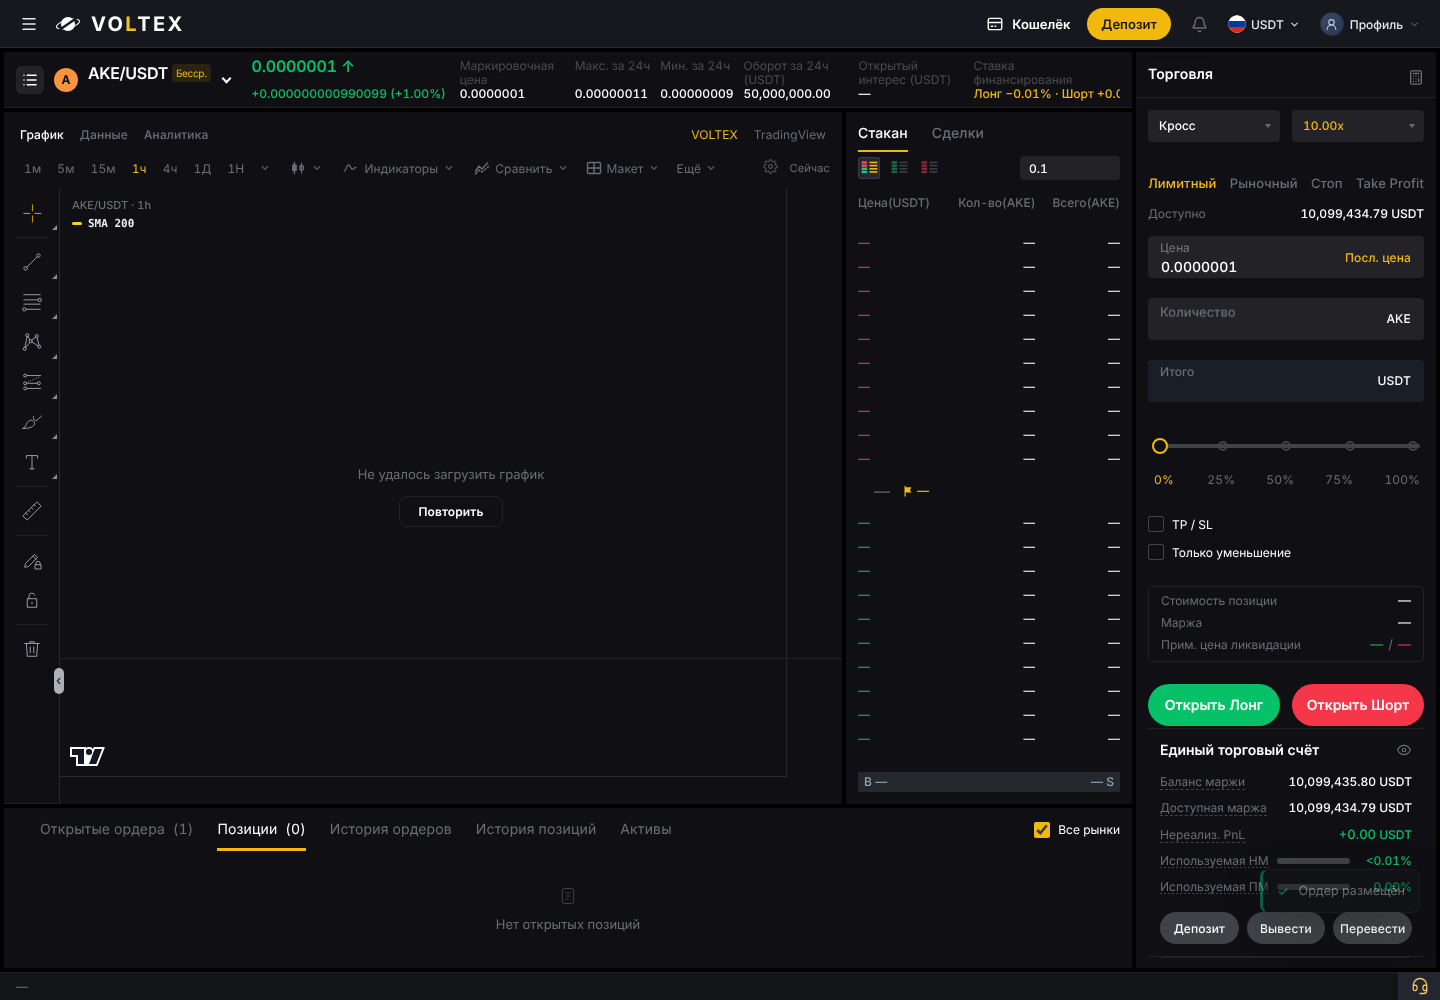 VOLTEX
Кошелёк
Депозит
USDT
Профиль
A
AKE/USDT Бесср.
0.0000001 ↑
+0.000000000990099 (+1.00%)
Маркировочная цена
0.0000001
Макс. за 24ч
0.00000011
Мин. за 24ч
0.00000009
Оборот за 24ч (USDT)
50,000,000.00
Открытый интерес (USDT)
—
Ставка финансирования
Лонг −0.01% · Шорт +0.0
График Данные Аналитика
VOLTEX TradingView
1м 5м 15м 1ч 4ч 1Д 1Н Индикаторы Сравнить Макет Ещё Сейчас
AKE/USDT · 1h
SMA 200
Не удалось загрузить график
Повторить
Стакан Сделки
0.1
Цена(USDT) Кол-во(AKE) Всего(AKE)
— — —
— — —
— — —
— — —
— — —
— — —
— — —
— — —
— — —
— — —
— —
— — —
— — —
— — —
— — —
— — —
— — —
— — —
— — —
— — —
— — —
B — — S
Торговля
Кросс 10.00x
Лимитный Рыночный Стоп Take Profit
Доступно 10,099,434.79 USDT
Цена
0.0000001
Посл. цена
Количество
AKE
Итого
USDT
0% 25% 50% 75% 100%
TP / SL
Только уменьшение
Стоимость позиции —
Маржа —
Прим. цена ликвидации — / —
Открыть Лонг Открыть Шорт
Единый торговый счёт
Баланс маржи 10,099,435.80 USDT
Доступная маржа 10,099,434.79 USDT
Нереализ. PnL +0.00 USDT
Используемая НМ <0.01%
Используемая ПМ 0.00%
Ордер размещён
Депозит Вывести Перевести
Открытые ордера (1) Позиции (0) История ордеров История позиций Активы
Все рынки
Нет открытых позиций
—